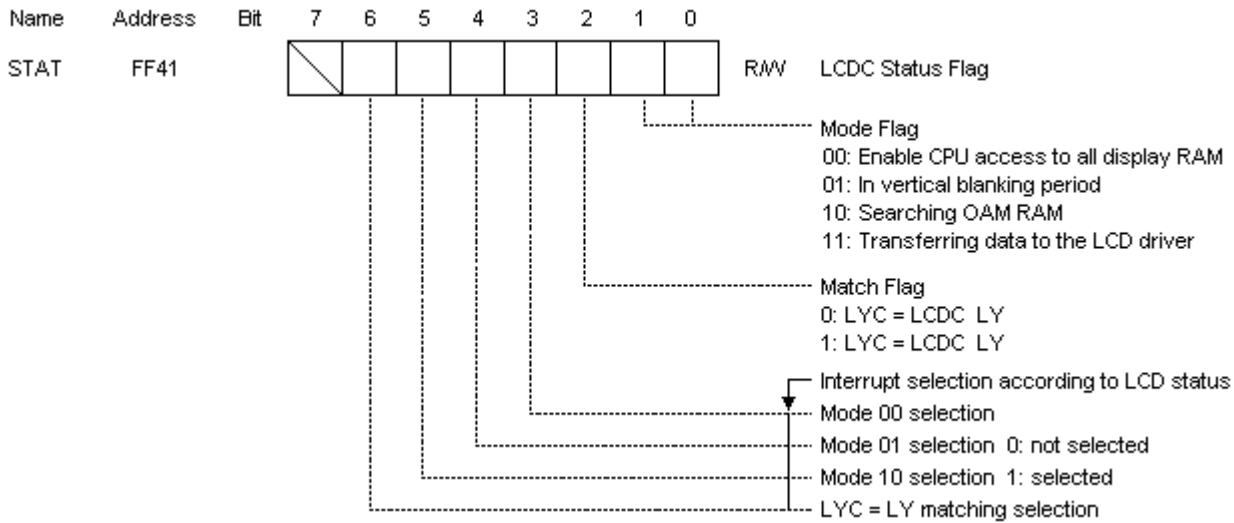 Name Address Bit 7 6 5 4 3 2 1 0
STAT FF41 R/W LCDC Status Flag
Mode Flag
00: Enable CPU access to all display RAM
01: In vertical blanking period
10: Searching OAM RAM
11: Transferring data to the LCD driver
Match Flag
0: LYC = LCDC LY
1: LYC = LCDC LY
Interrupt selection according to LCD status
Mode 00 selection
Mode 01 selection 0: not selected
Mode 10 selection 1: selected
LYC = LY matching selection